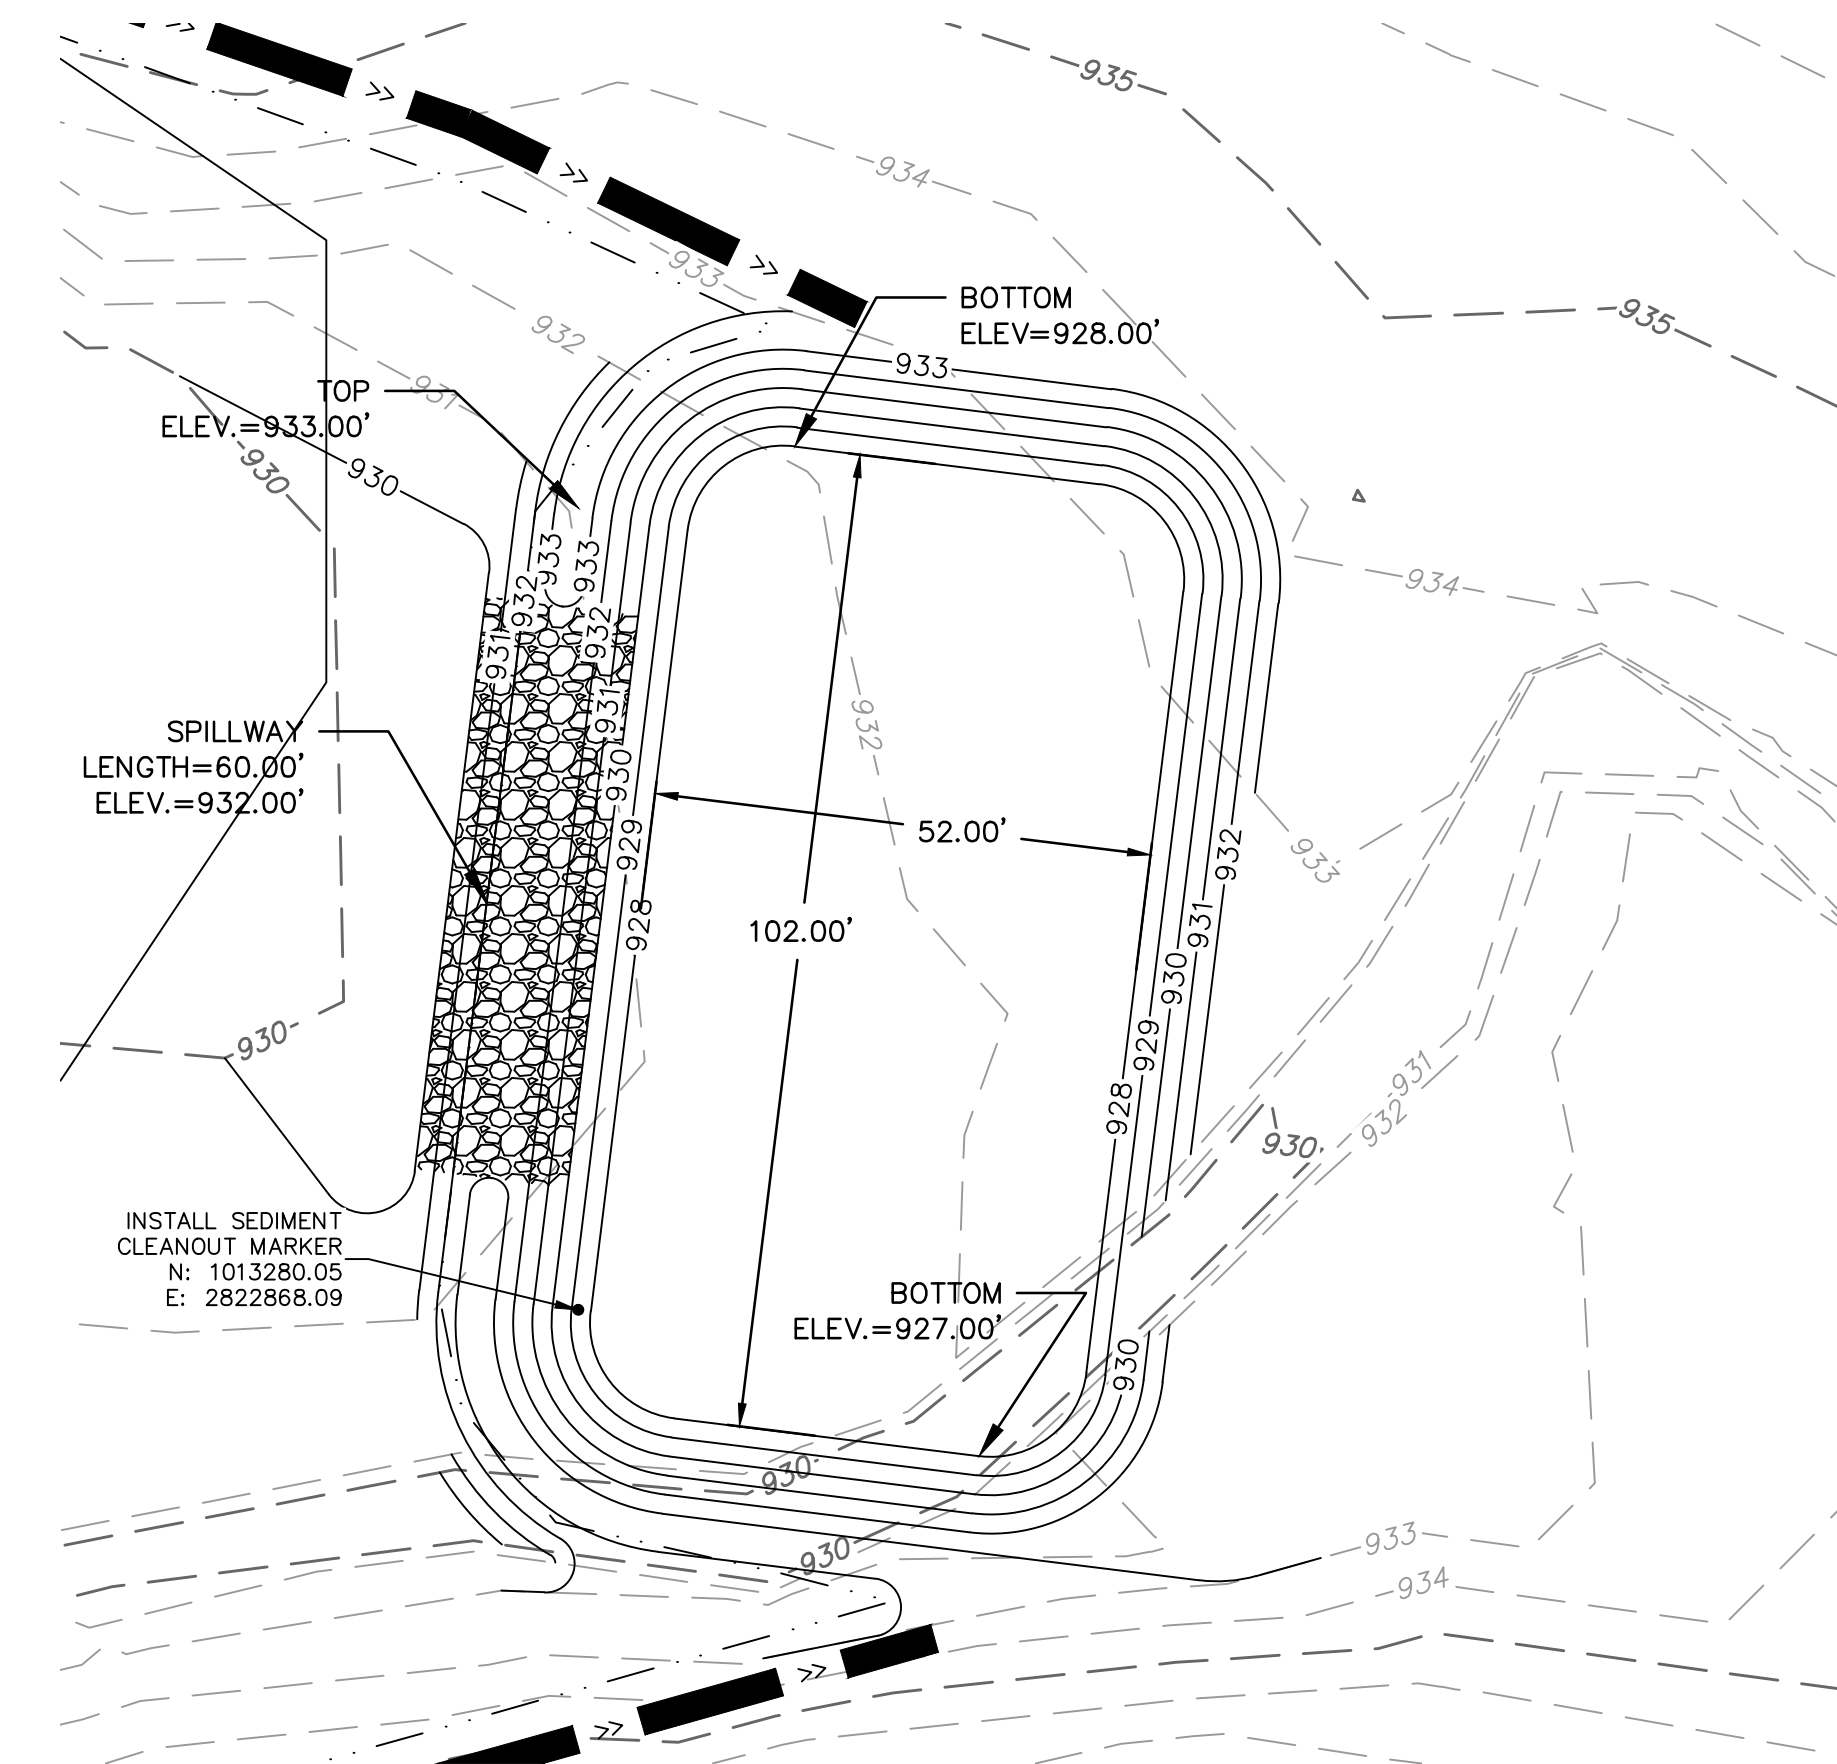 935
934
933
BOTTOM
ELEV=928.00'
935
932
933
931
TOP
ELEV.=933.00'
930
930
933
933
934
932
932
931
931
932
SPILLWAY
LENGTH=60.00'
ELEV.=932.00'
930
929
52.00'
932
933
928
102.00'
931
930
930
929
931
928
932
930
INSTALL SEDIMENT
CLEANOUT MARKER
N: 1013280.05
E: 2822868.09
BOTTOM
ELEV.=927.00'
930
930
930
933
934